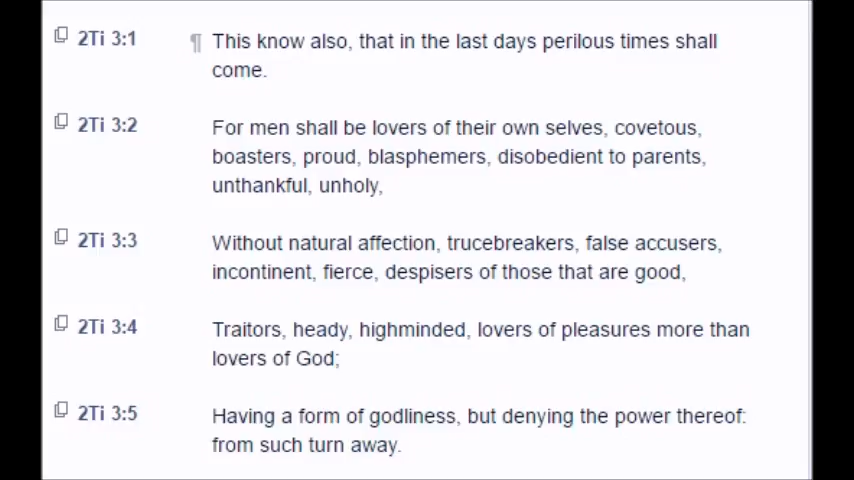 2Ti 3:1 ¶ This know also, that in the last days perilous times shall
come.
2Ti 3:2 For men shall be lovers of their own selves, covetous,
boasters, proud, blasphemers, disobedient to parents,
unthankful, unholy,
2Ti 3:3 Without natural affection, trucebreakers, false accusers,
incontinent, fierce, despisers of those that are good,
2Ti 3:4 Traitors, heady, highminded, lovers of pleasures more than
lovers of God;
2Ti 3:5 Having a form of godliness, but denying the power thereof:
from such turn away.